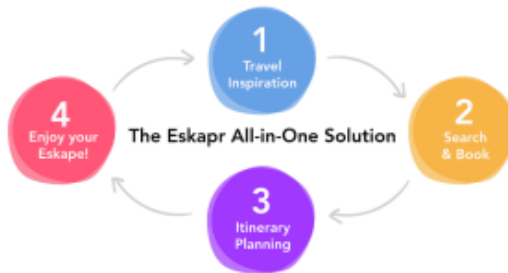 1
Travel
Inspiration
2
Search
& Book
The Eskapr All-in-One Solution
3
Itinerary
Planning
4
Enjoy your
Eskape!